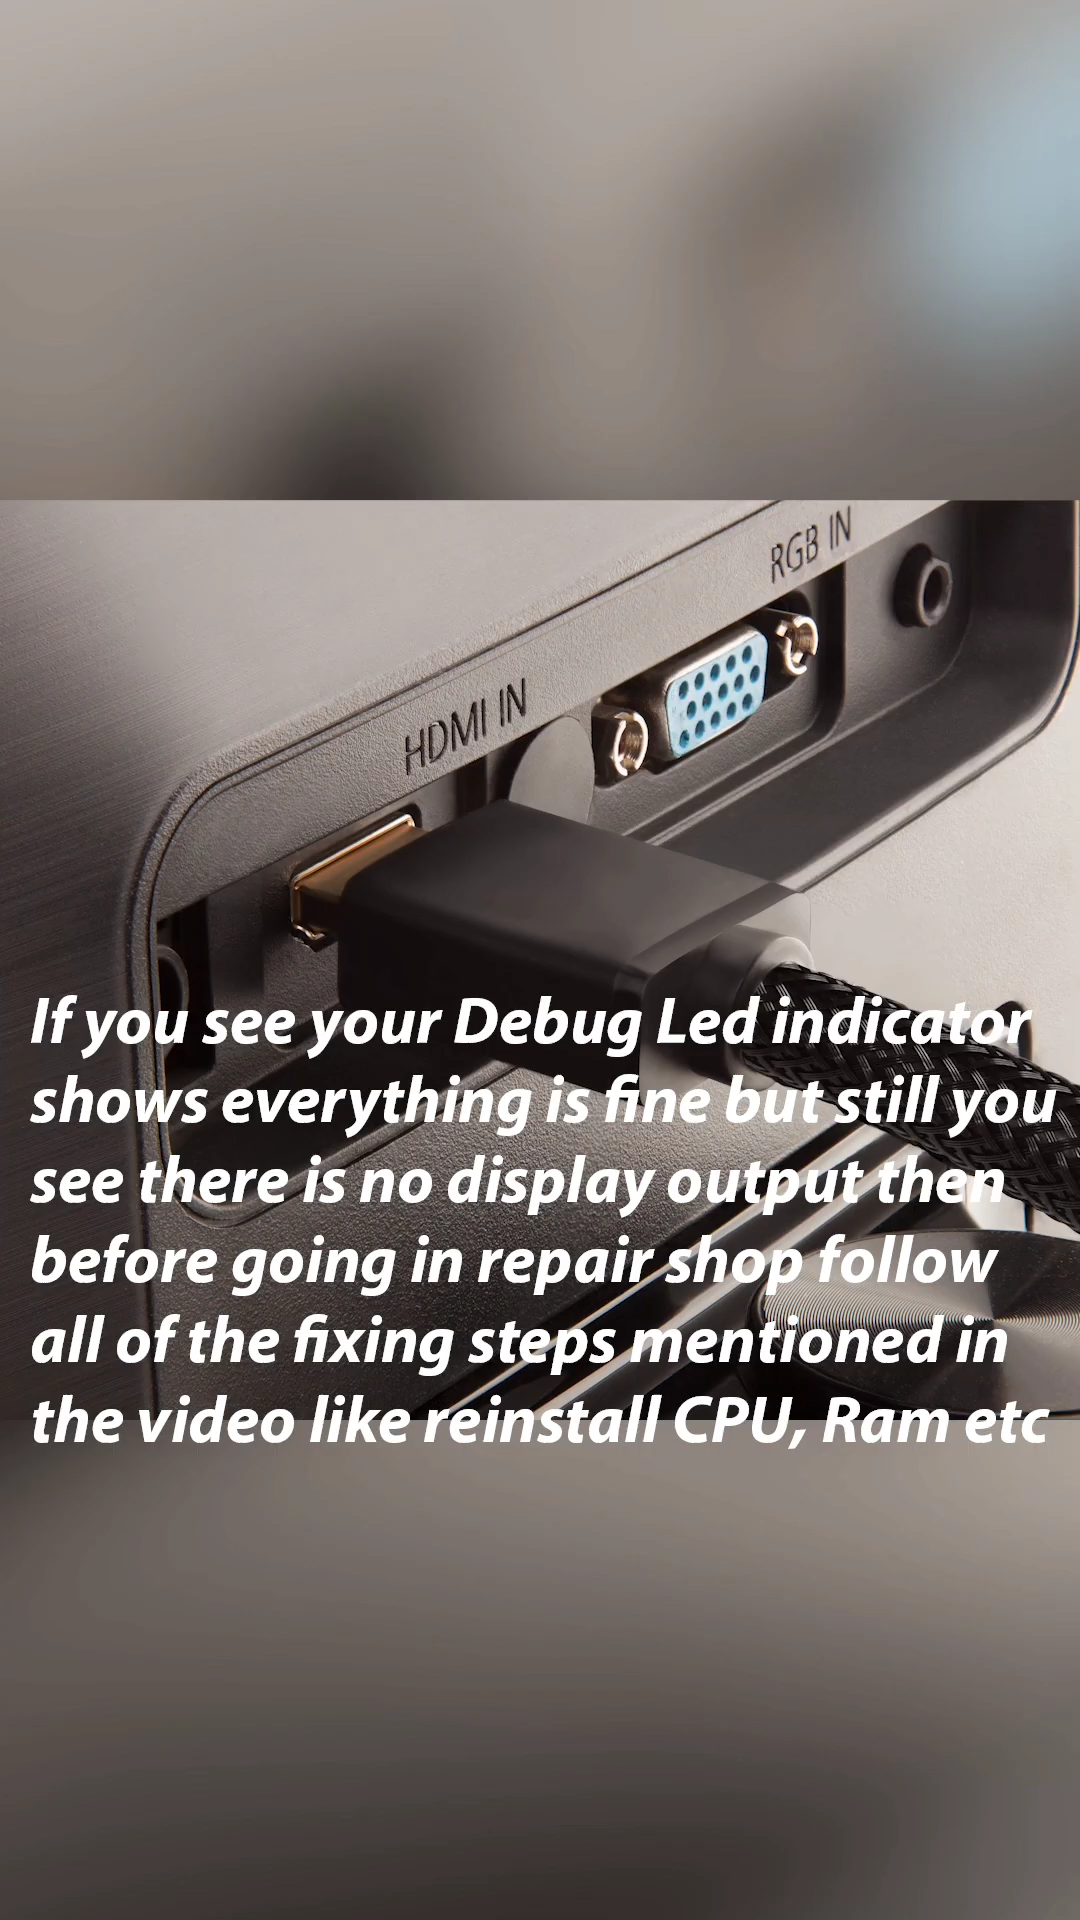 RGB IN
HDMI IN
If you see your Debug Led indicator
shows everything is fine but still you
see there is no display output then
before going in repair shop follow
all of the fixing steps mentioned in
the video like reinstall CPU, Ram etc